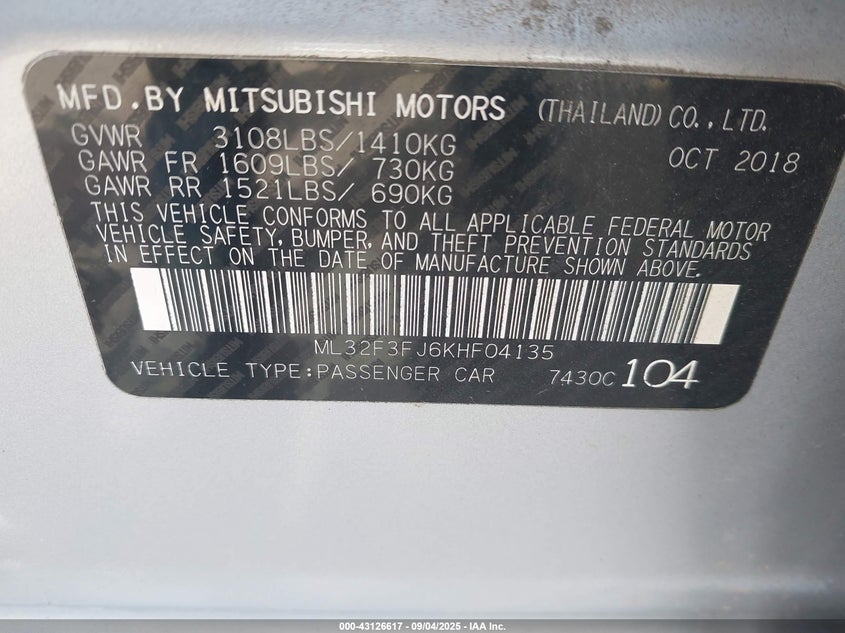 MFD.BY MITSUBISHI MOTORS (THAILAND) CO.,LTD.
GVWR 3108LBS/1410KG OCT 2018
GAWR FR 1609LBS/ 730KG
GAWR RR 1521LBS/ 690KG
THIS VEHICLE CONFORMS TO ALL APPLICABLE FEDERAL MOTOR
VEHICLE SAFETY, BUMPER, AND THEFT PREVENTION STANDARDS
IN EFFECT ON THE DATE OF MANUFACTURE SHOWN ABOVE.
ML32F3FJ6KHF04135
VEHICLE TYPE:PASSENGER CAR 7430C 104
000-43126617 - 09/04/2025 - IAA Inc.